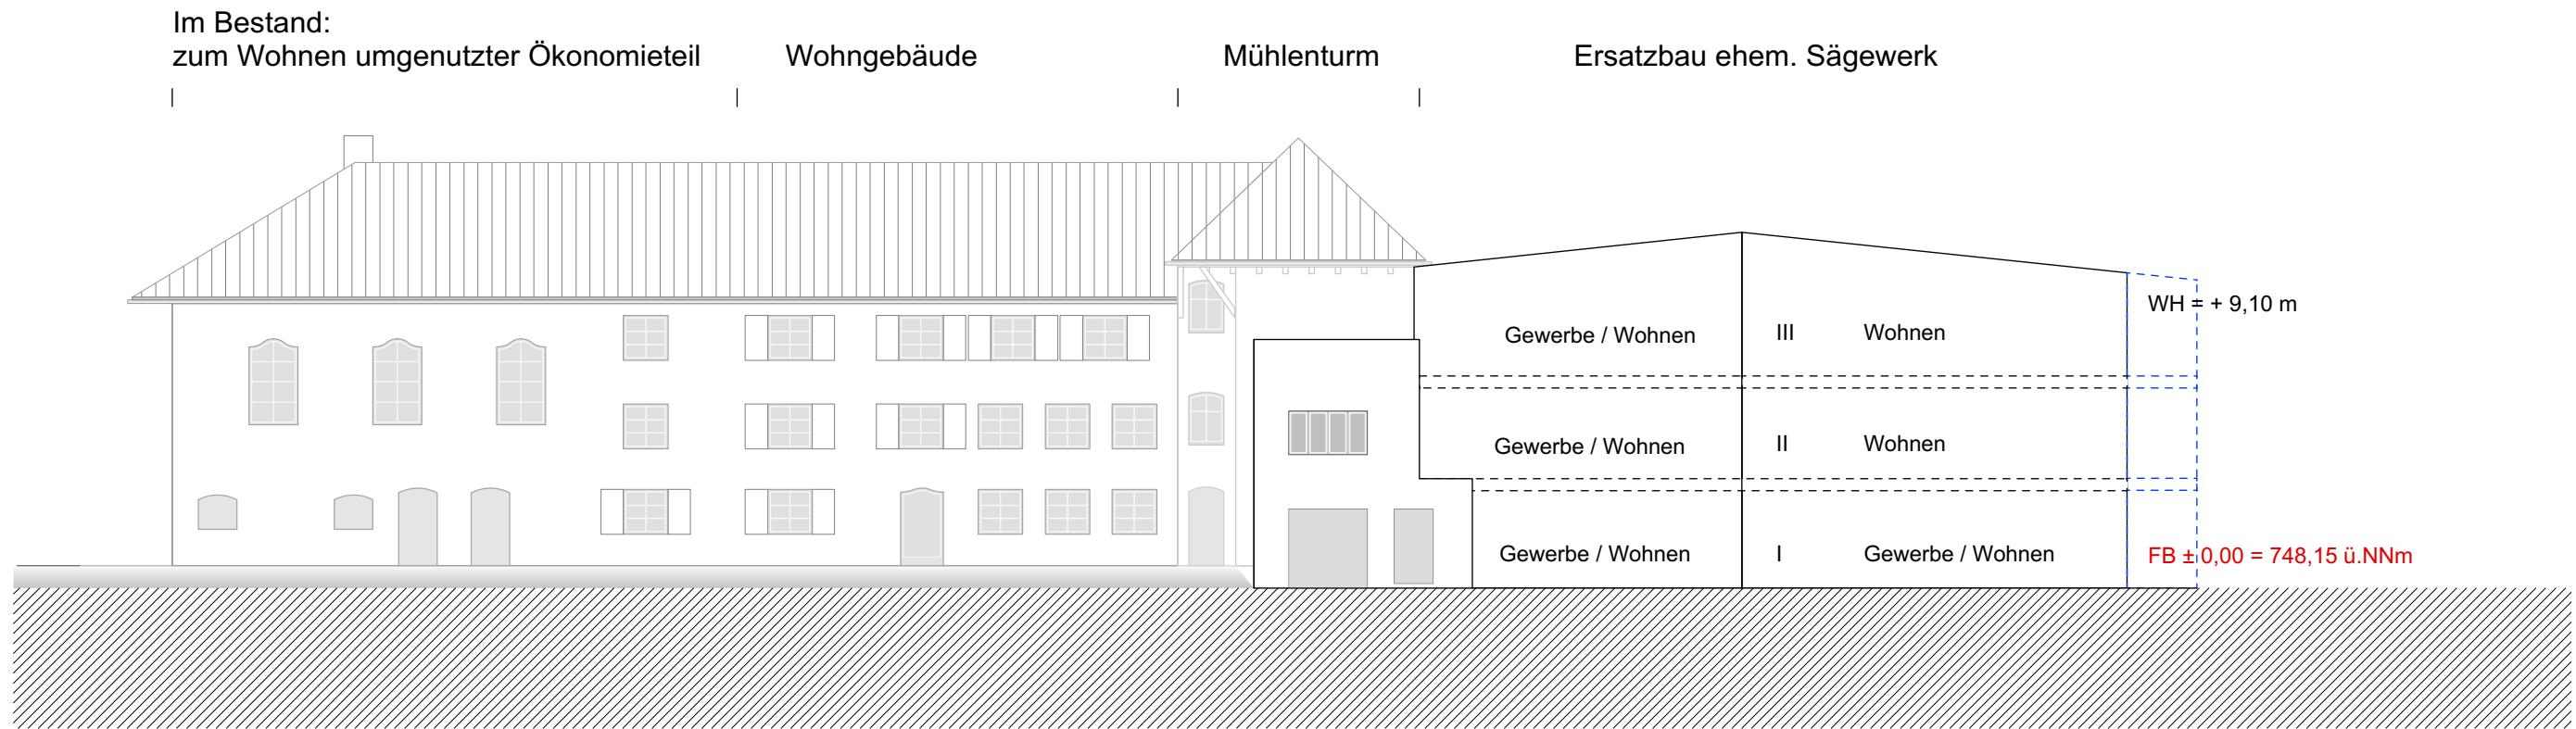 Im Bestand:
zum Wohnen umgenutzter Ökonomieteil
Wohngebäude
Mühlenturm
Ersatzbau ehem. Sägewerk
WH = + 9,10 m
Gewerbe / Wohnen
III
Wohnen
Gewerbe / Wohnen
II
Wohnen
Gewerbe / Wohnen
I
Gewerbe / Wohnen
FB ± 0,00 = 748,15 ü.NNm